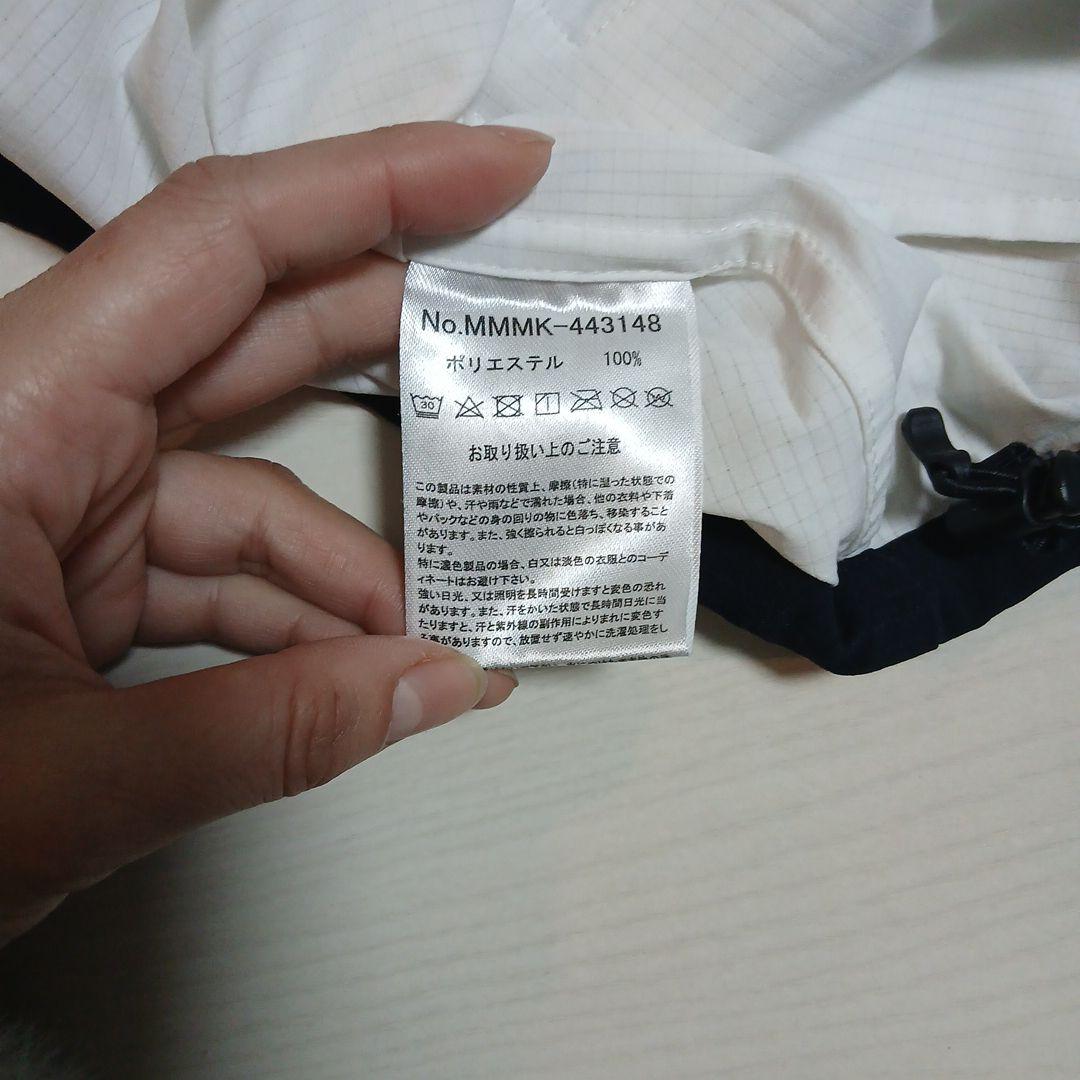 No.MMMK-443148
ポリエステル 100%
30
お取り扱い上のご注意
この製品は素材の性質上、摩擦(特に湿った状態での
摩擦)や、汗や雨などで濡れた場合、他の衣料や下着
やバックなどの身の回りの物に色落ち、移染すること
があります。また、強く擦られると白っぽくなる事があ
ります。
特に濃色製品の場合、白又は淡色の衣服とのコーデ
ィネートはお避け下さい。
強い日光、又は照明を長時間受けますと変色の恐れ
があります。また、汗をかいた状態で長時間日光に当
たりますと、汗と紫外線の副作用によりまれに変色す
る事がありますので、放置せず速やかに洗濯処理をし